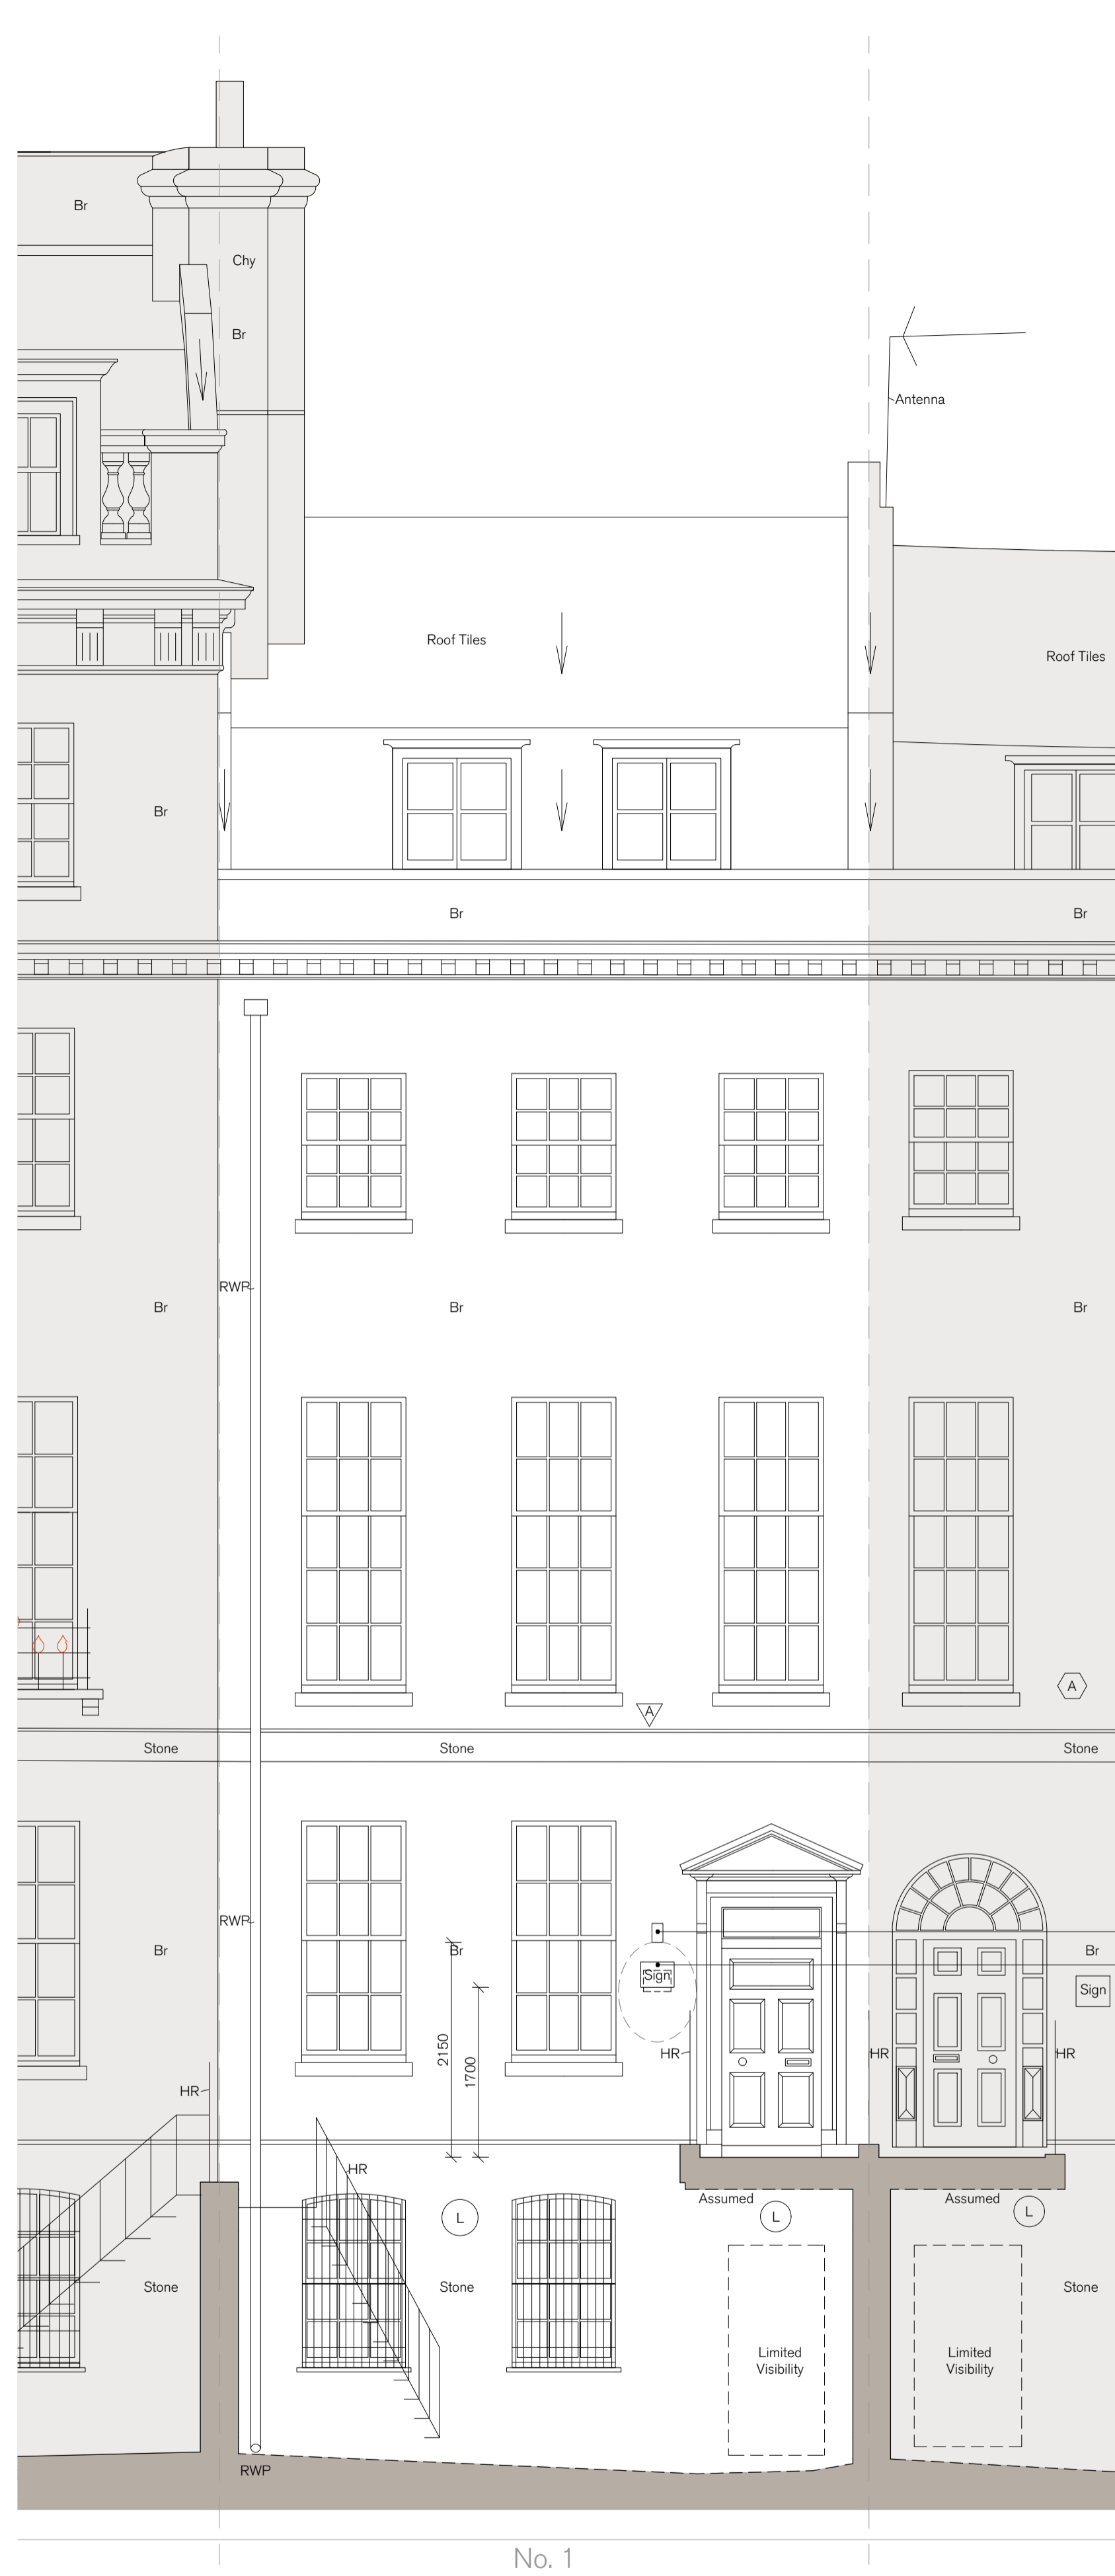 Br
Chy
Br
Antenna
Roof Tiles
Roof Tiles
Br
Br
Br
RWP
Br
Br
Br
A
A
Stone
Stone
Stone
RWP
Br
Br
Br
Sign
Sign
2150
1700
HR
HR
HR
HR
HR
Assumed
Assumed
L
L
L
Stone
Stone
Stone
Limited
Visibility
Limited
Visibility
RWP
No. 1